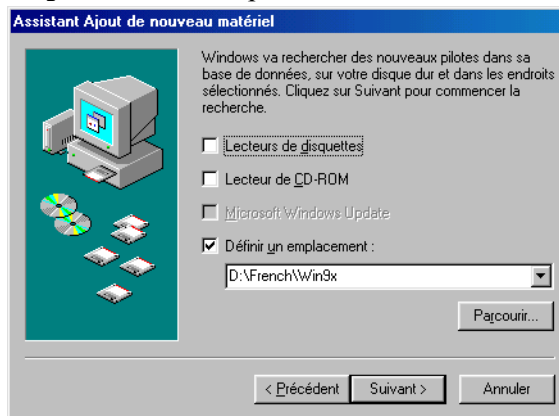 Assistant Ajout de nouveau matériel
Windows va rechercher des nouveaux pilotes dans sa
base de données, sur votre disque dur et dans les endroits
sélectionnés. Cliquez sur Suivant pour commencer la
recherche.
Lecteurs de disquettes
Lecteur de CD-ROM
Microsoft Windows Update
Définir un emplacement :
D:\French\Win9x
Parcourir...
< Précédent
Suivant >
Annuler